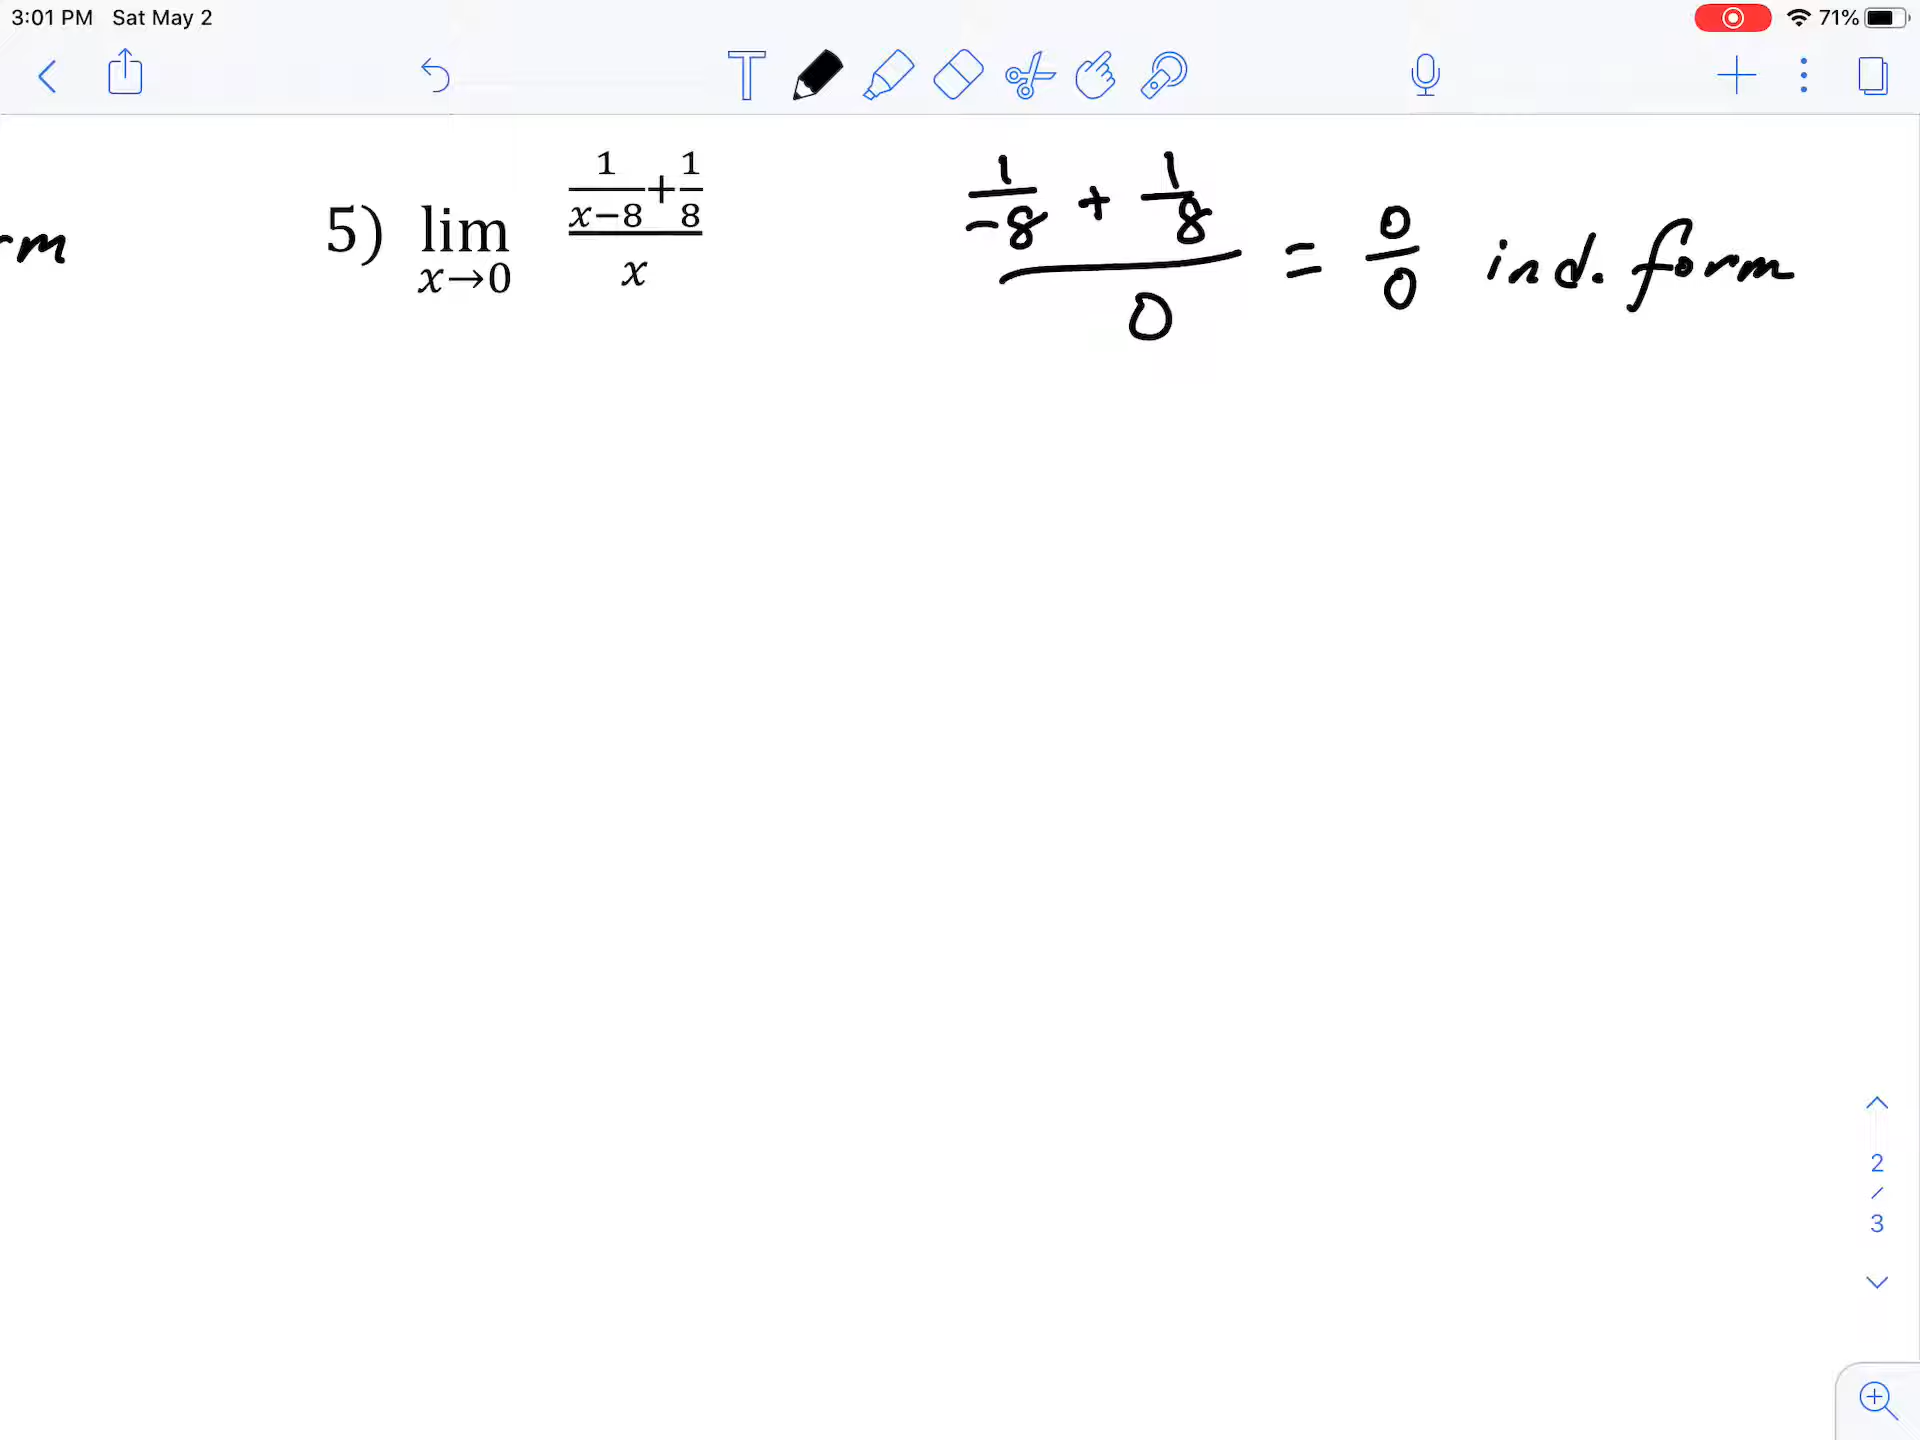 3:01 PM Sat May 2
71%
T
rm
5) lim x→0 (1/(x−8) + 1/8)/x
(1/-8 + 1/8)/0 = 0/0 ind. form
2
/
3